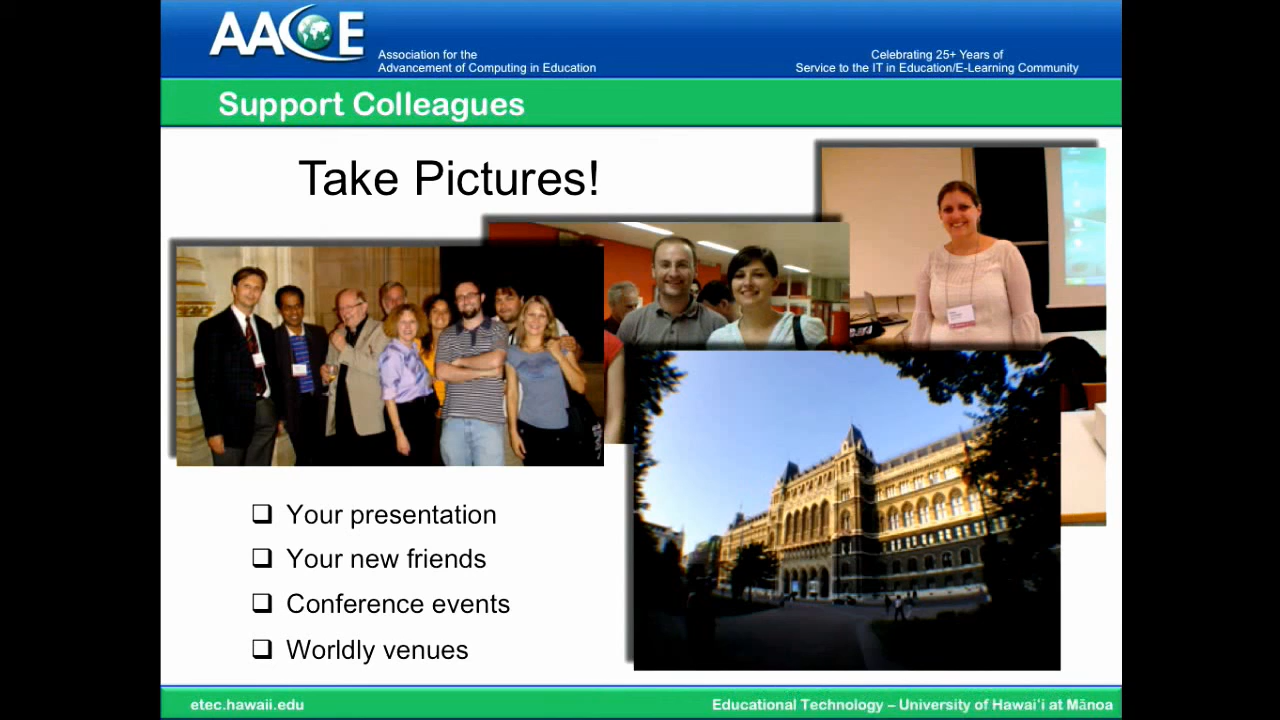 AACE
Association for the
Advancement of Computing in Education
Celebrating 25+ Years of
Service to the IT in Education/E-Learning Community
Support Colleagues
Take Pictures!
Your presentation
Your new friends
Conference events
Worldly venues
etec.hawaii.edu
Educational Technology – University of Hawai'i at Mānoa